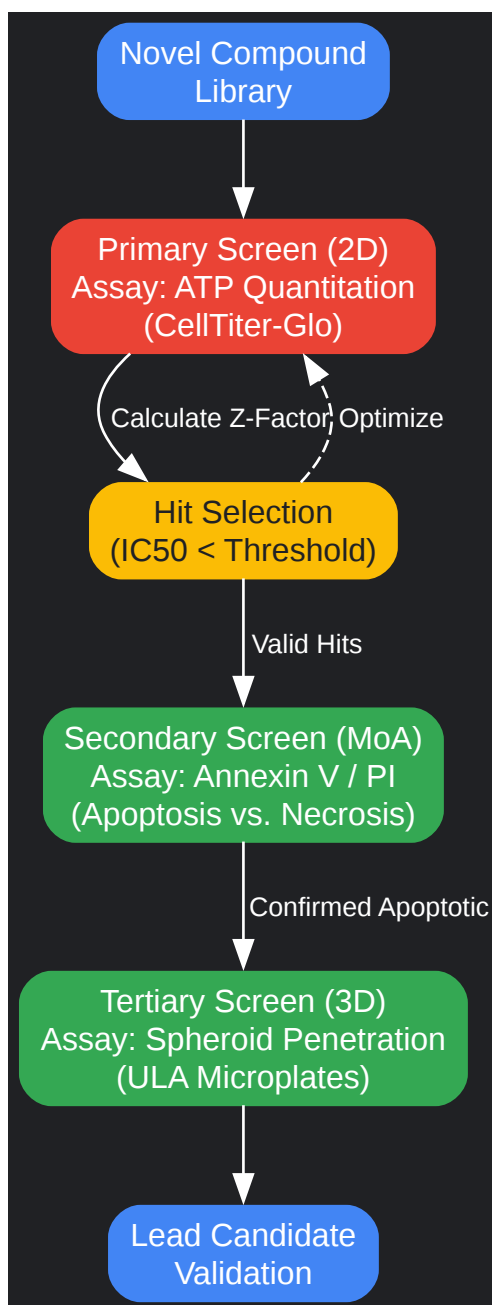 Novel Compound
Library
Primary Screen (2D)
Assay: ATP Quantitation
(CellTiter-Glo)
Calculate Z-Factor
Optimize
Hit Selection
(IC50 < Threshold)
Valid Hits
Secondary Screen (MoA)
Assay: Annexin V / PI
(Apoptosis vs. Necrosis)
Confirmed Apoptotic
Tertiary Screen (3D)
Assay: Spheroid Penetration
(ULA Microplates)
Lead Candidate
Validation